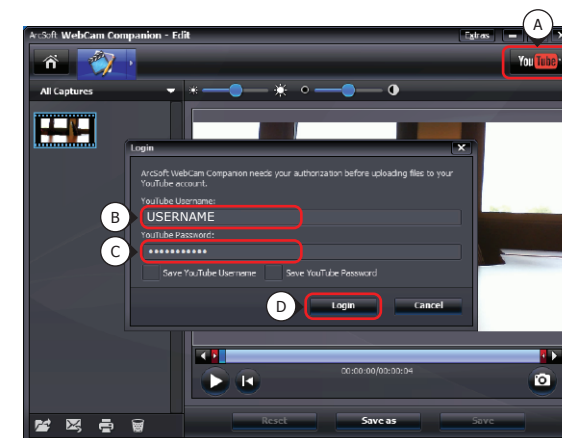 A
ArcSoft WebCam Companion - Edit
Extras
YouTube
All Captures
Login
ArcSoft WebCam Companion needs your authorization before uploading files to your
YouTube account.
YouTube Username:
B
USERNAME
YouTube Password:
C
•••••••••••
Save YouTube Username
Save YouTube Password
D
Login
Cancel
00:00:00/00:00:04
Reset
Save as
Save